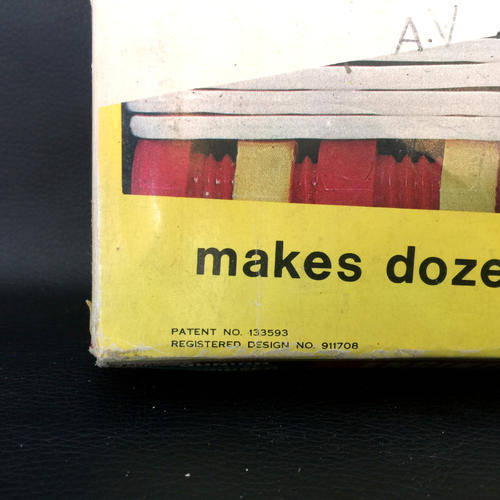 A.V
makes doze
PATENT NO. 133593
REGISTERED DESIGN NO. 911708